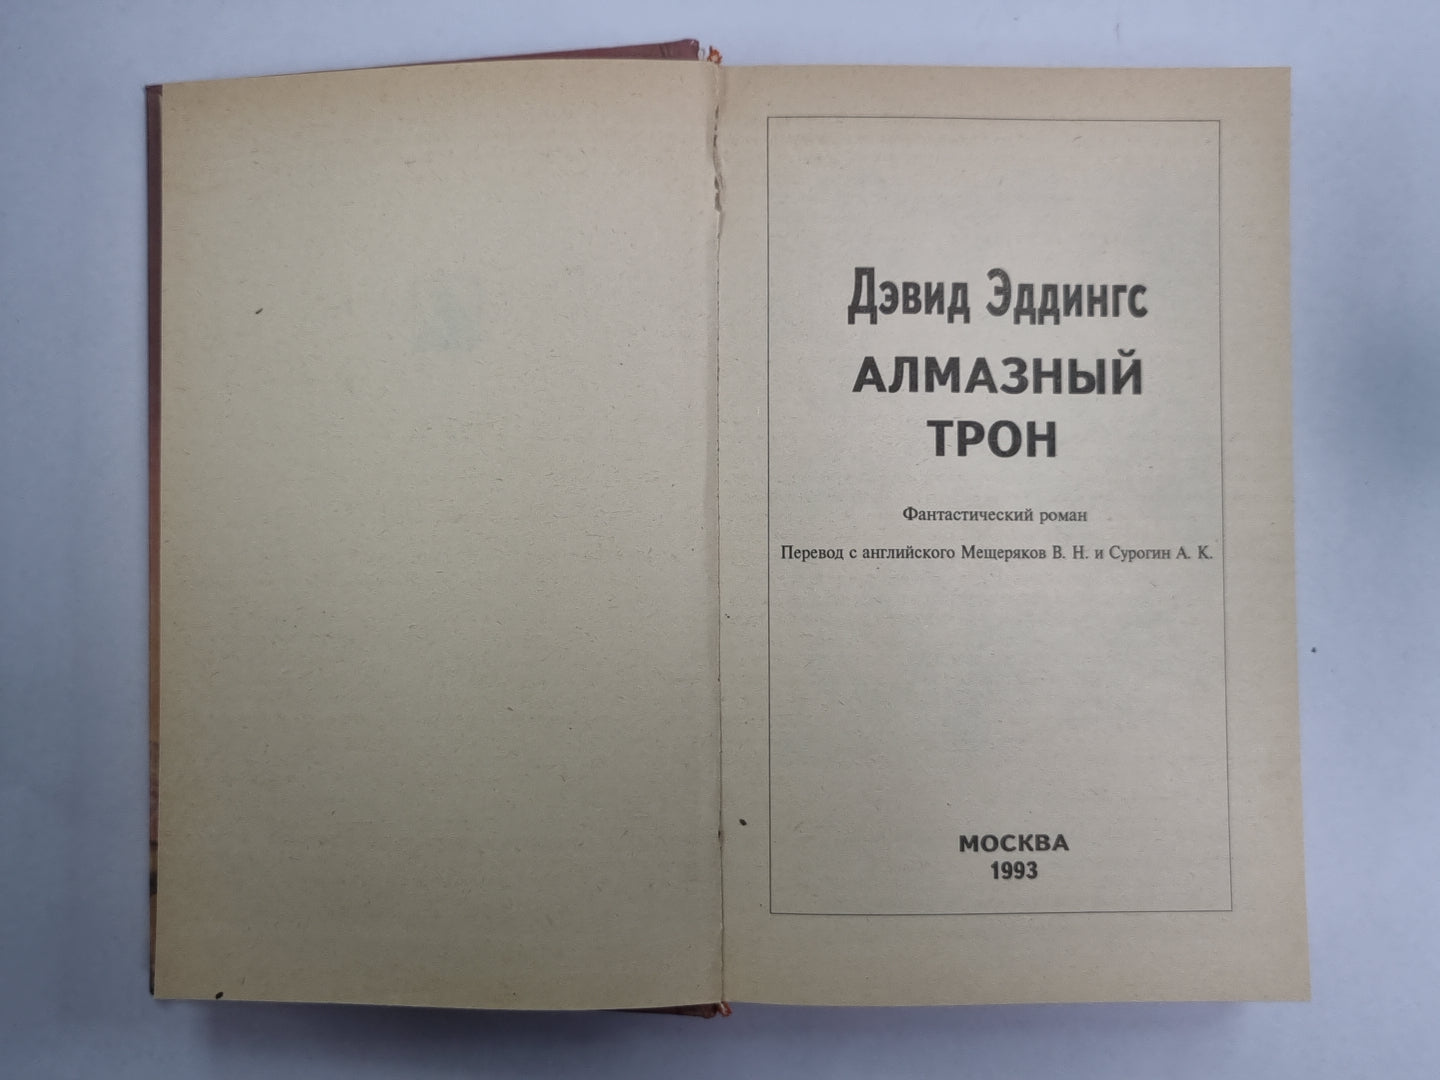 Дэвид Эддингс
АЛМАЗНЫЙ
ТРОН
Фантастический роман
Перевод с английского Мещеряков В. Н. и Сурогин А. К.
МОСКВА
1993